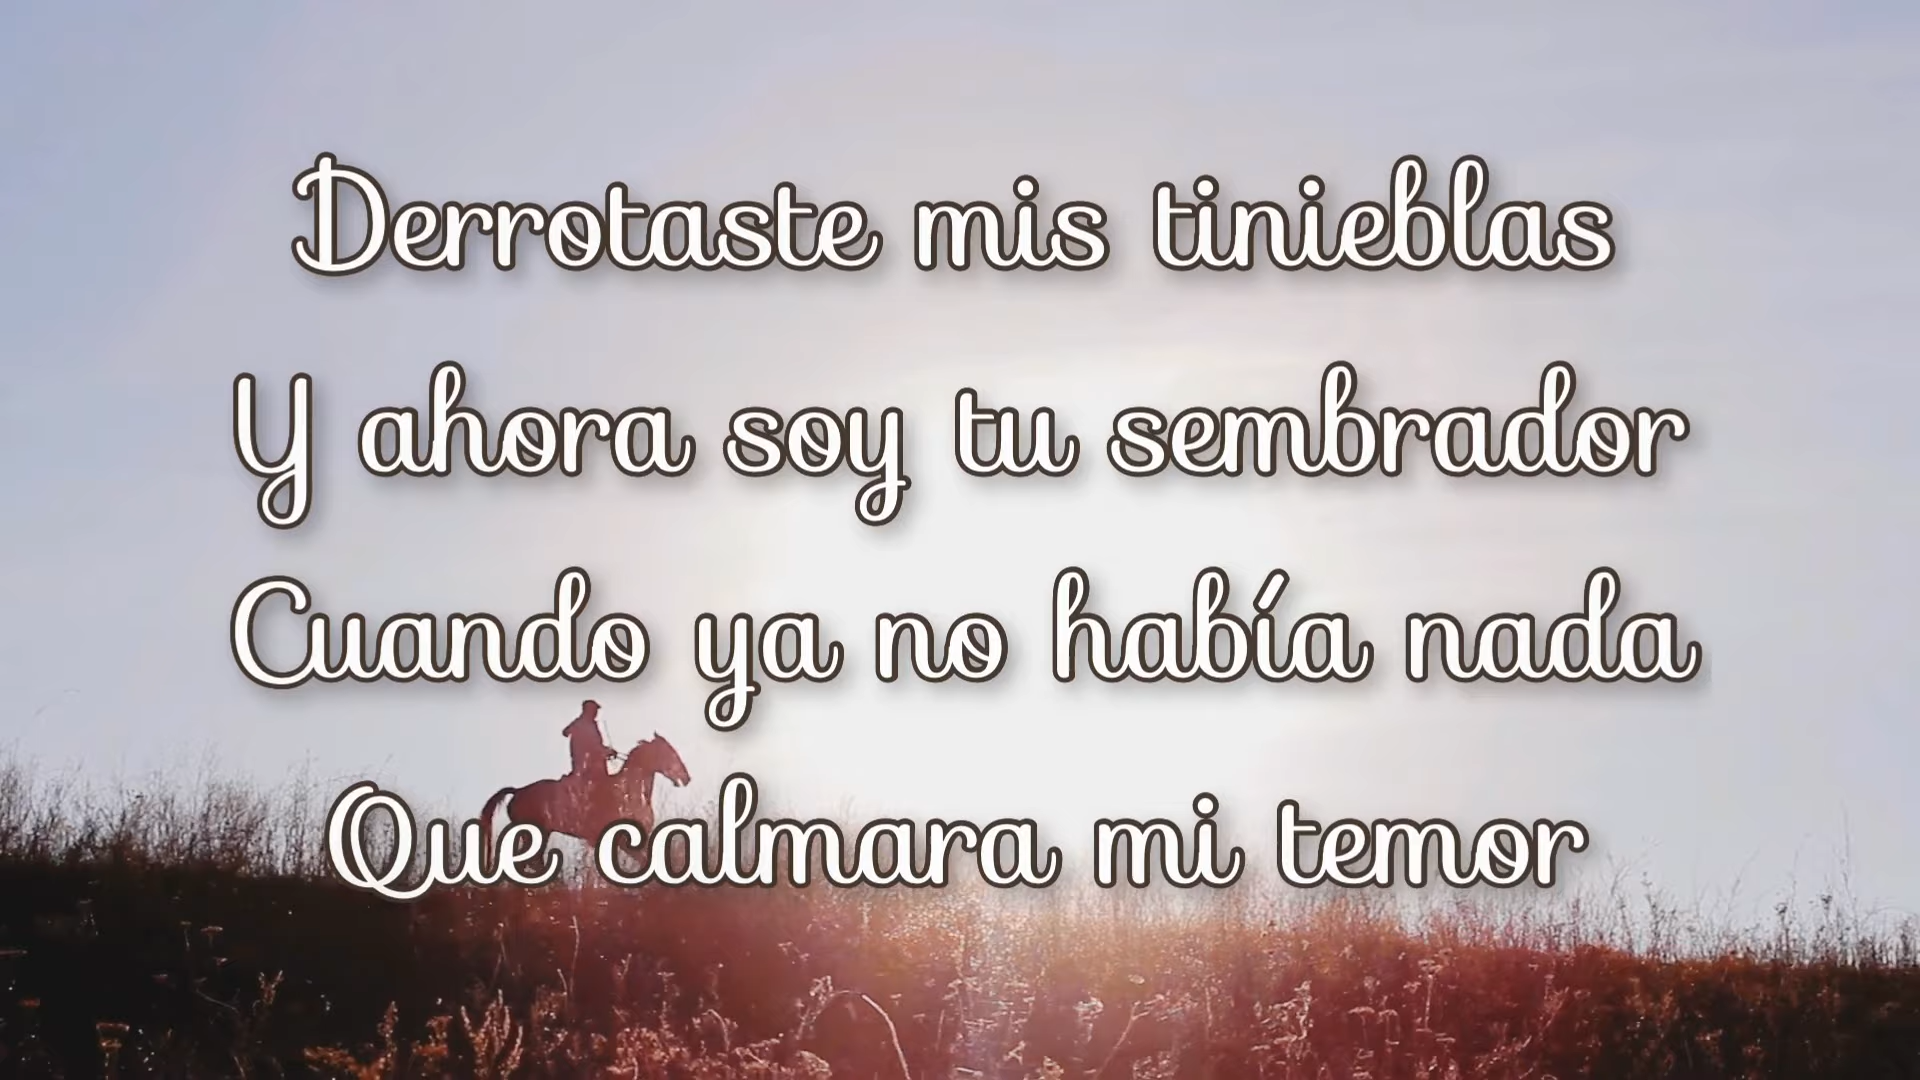 Derrotaste mis tinieblas
Y ahora soy tu sembrador
Cuando ya no había nada
Que calmara mi temor